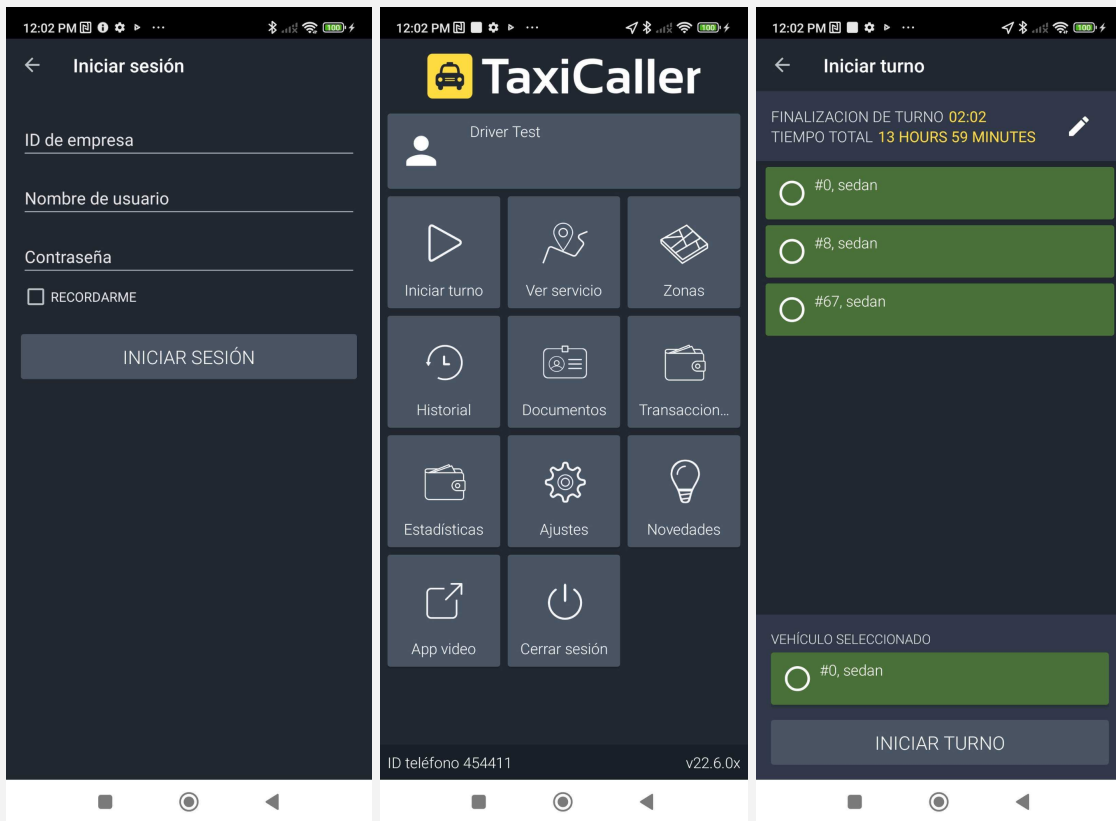 12:02 PM
100
Iniciar sesión
ID de empresa
Nombre de usuario
Contraseña
RECORDARME
INICIAR SESIÓN
12:02 PM
100
TaxiCaller
Driver Test
Iniciar turno
Ver servicio
Zonas
Historial
Documentos
Transaccion...
Estadísticas
Ajustes
Novedades
App video
Cerrar sesión
ID teléfono 454411
v22.6.0x
12:02 PM
100
Iniciar turno
FINALIZACION DE TURNO 02:02
TIEMPO TOTAL 13 HOURS 59 MINUTES
#0, sedan
#8, sedan
#67, sedan
VEHÍCULO SELECCIONADO
#0, sedan
INICIAR TURNO